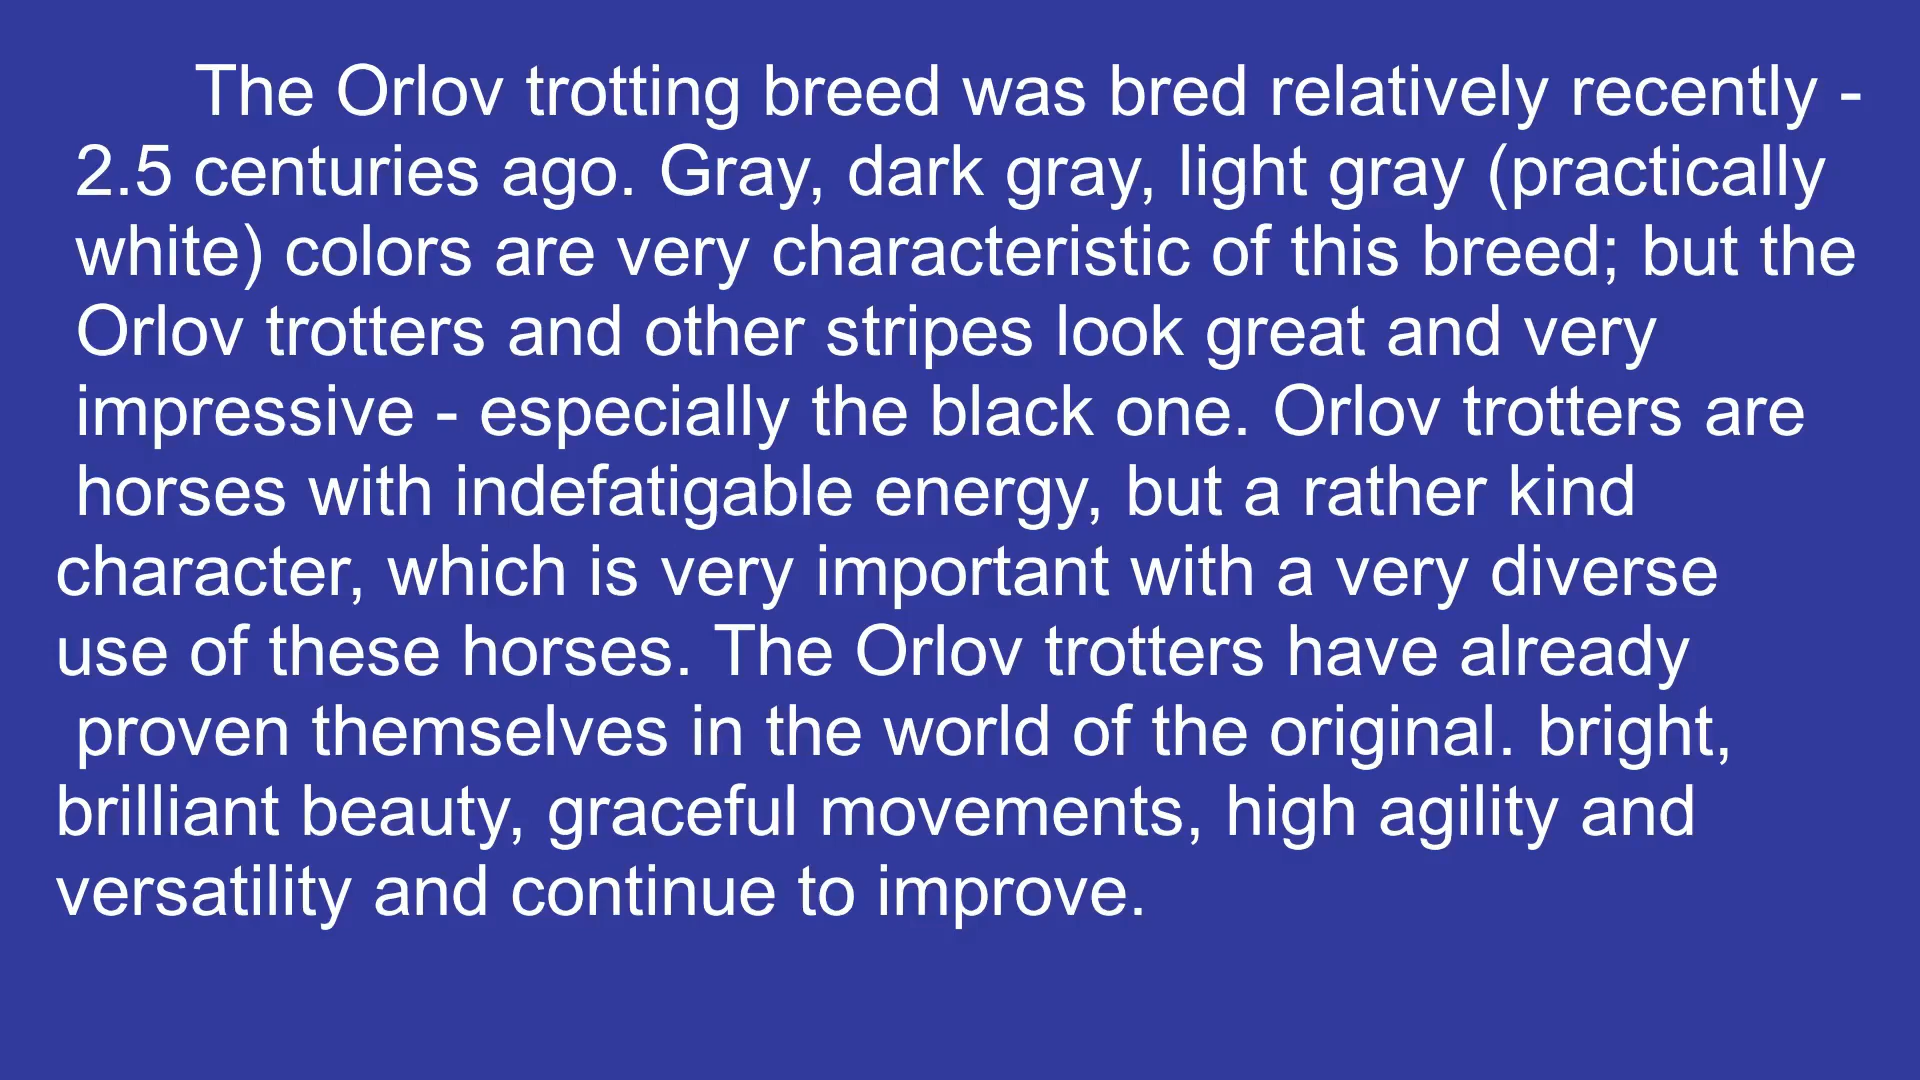 The Orlov trotting breed was bred relatively recently -
2.5 centuries ago. Gray, dark gray, light gray (practically
white) colors are very characteristic of this breed; but the
Orlov trotters and other stripes look great and very
impressive - especially the black one. Orlov trotters are
horses with indefatigable energy, but a rather kind
character, which is very important with a very diverse
use of these horses. The Orlov trotters have already
proven themselves in the world of the original. bright,
brilliant beauty, graceful movements, high agility and
versatility and continue to improve.